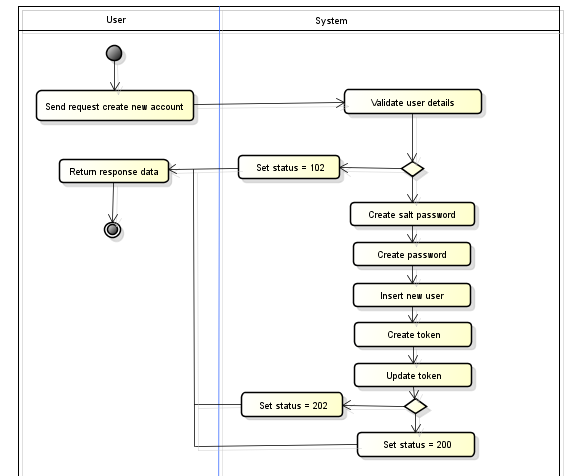 User
System
Send request create new account
Validate user details
Return response data
Set status = 102
Create salt password
Create password
Insert new user
Create token
Update token
Set status = 202
Set status = 200